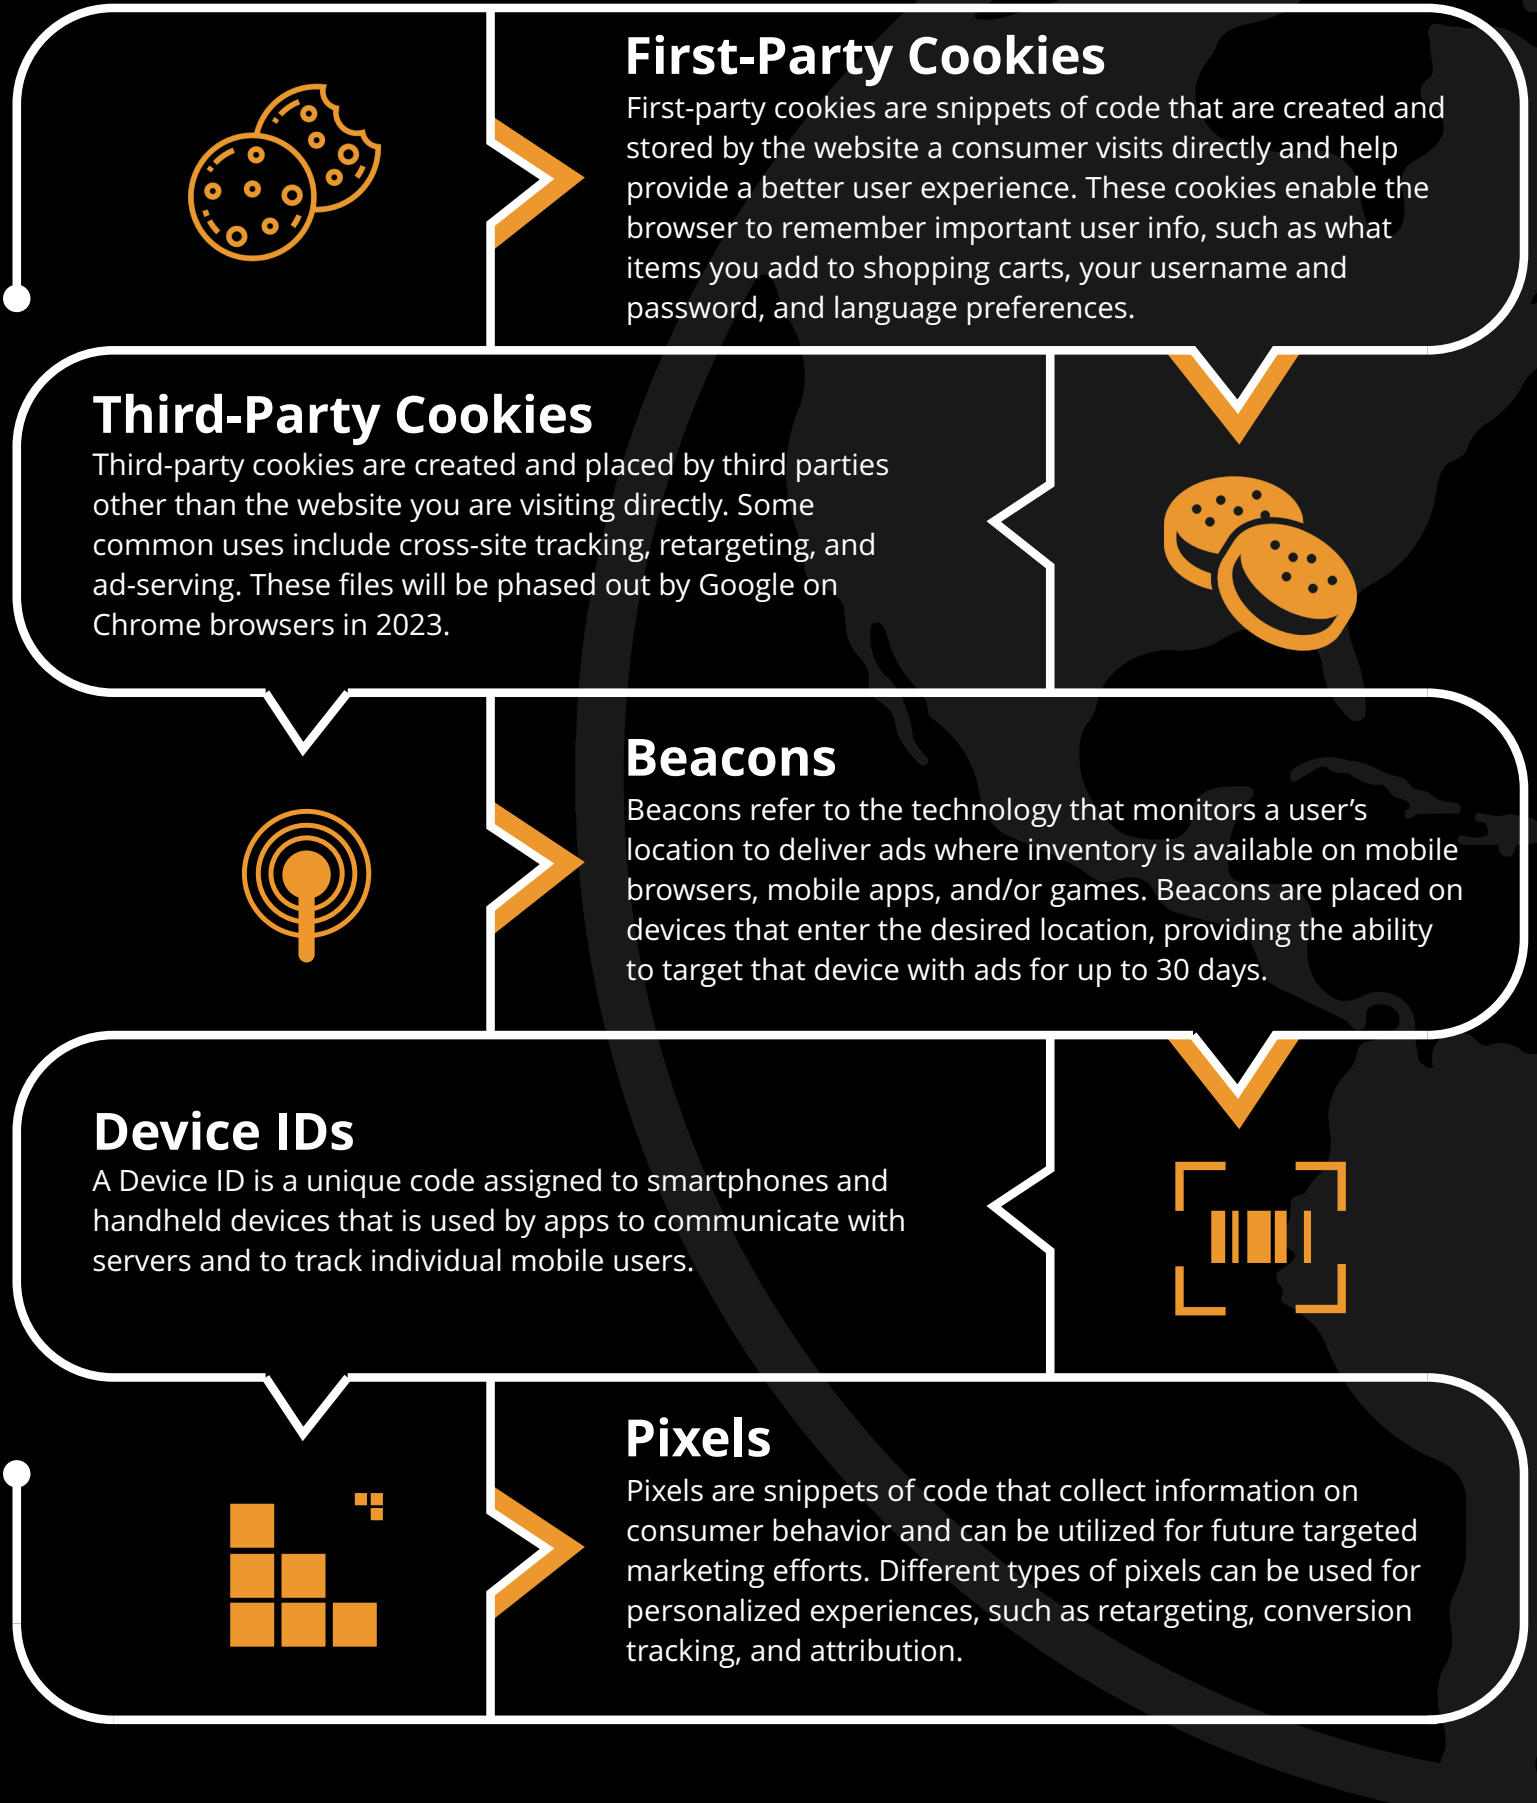 First-Party Cookies
First-party cookies are snippets of code that are created and
stored by the website a consumer visits directly and help
provide a better user experience. These cookies enable the
browser to remember important user info, such as what
items you add to shopping carts, your username and
password, and language preferences.
Third-Party Cookies
Third-party cookies are created and placed by third parties
other than the website you are visiting directly. Some
common uses include cross-site tracking, retargeting, and
ad-serving. These files will be phased out by Google on
Chrome browsers in 2023.
Beacons
Beacons refer to the technology that monitors a user’s
location to deliver ads where inventory is available on mobile
browsers, mobile apps, and/or games. Beacons are placed on
devices that enter the desired location, providing the ability
to target that device with ads for up to 30 days.
Device IDs
A Device ID is a unique code assigned to smartphones and
handheld devices that is used by apps to communicate with
servers and to track individual mobile users.
Pixels
Pixels are snippets of code that collect information on
consumer behavior and can be utilized for future targeted
marketing efforts. Different types of pixels can be used for
personalized experiences, such as retargeting, conversion
tracking, and attribution.